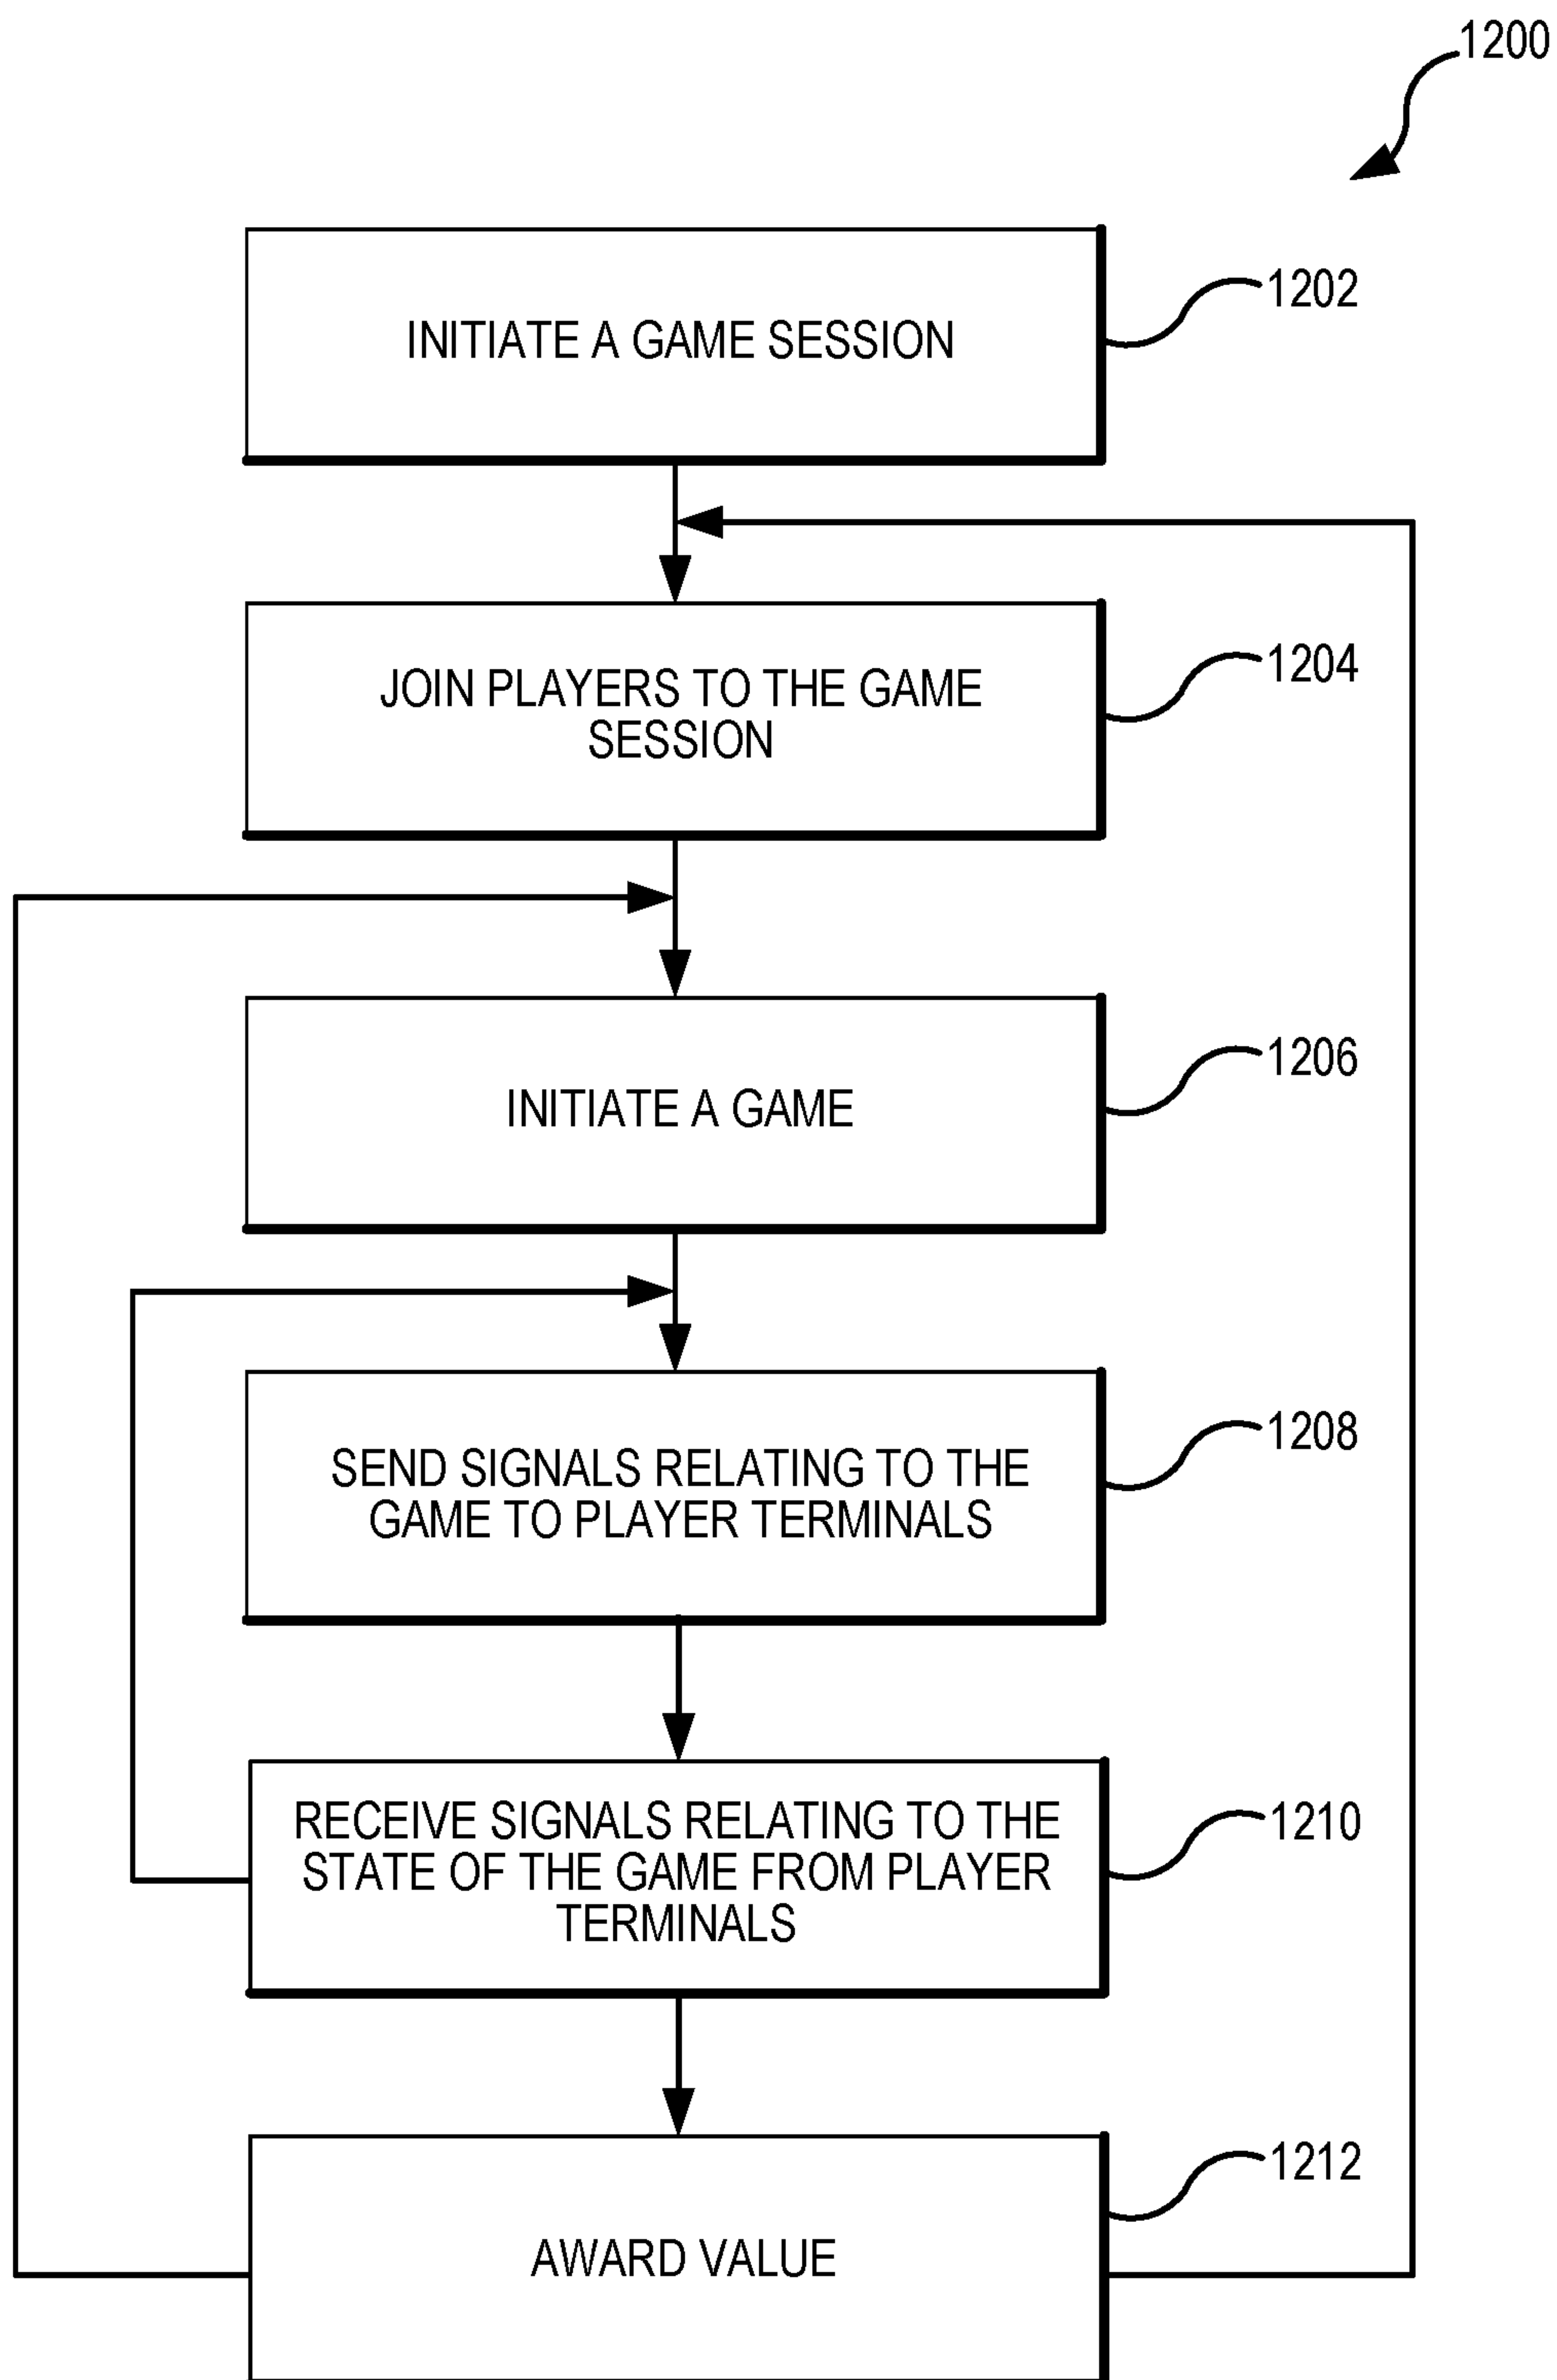 1200
INITIATE A GAME SESSION
1202
JOIN PLAYERS TO THE GAME
SESSION
1204
INITIATE A GAME
1206
SEND SIGNALS RELATING TO THE
GAME TO PLAYER TERMINALS
1208
RECEIVE SIGNALS RELATING TO THE
STATE OF THE GAME FROM PLAYER
TERMINALS
1210
AWARD VALUE
1212